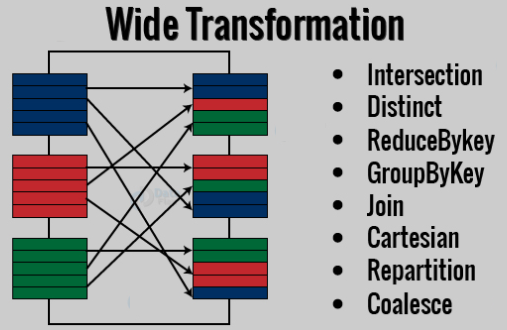 Wide Transformation
• Intersection
• Distinct
• ReduceBykey
• GroupByKey
• Join
• Cartesian
• Repartition
• Coalesce